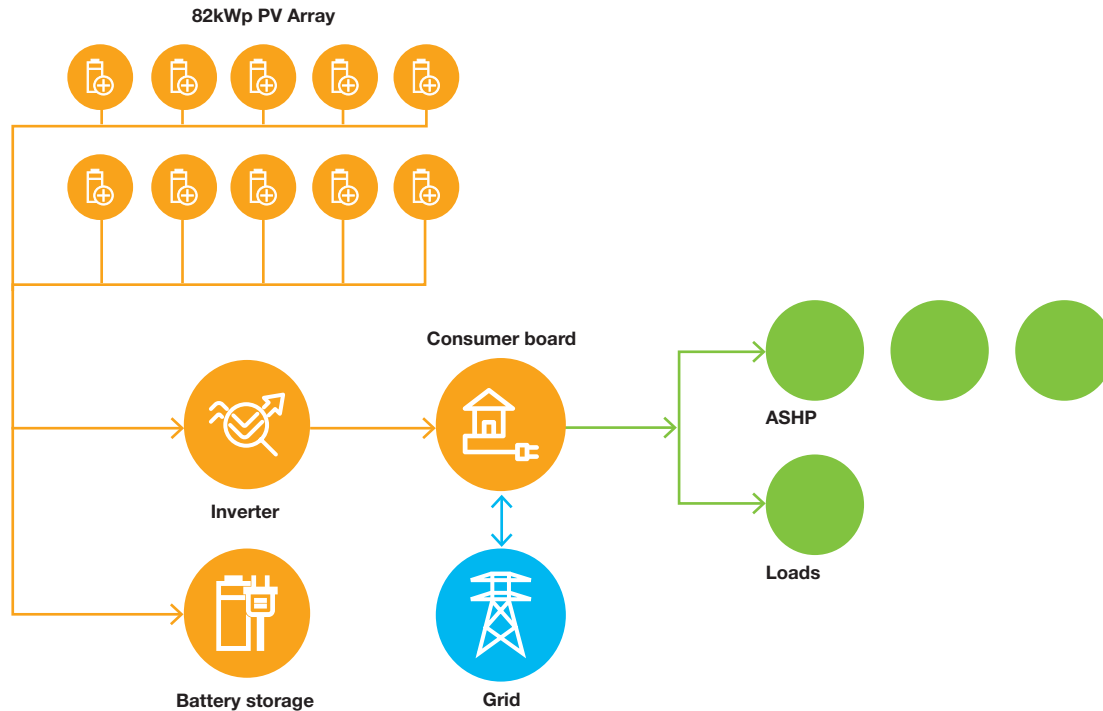 82kWp PV Array
Consumer board
ASHP
Inverter
Loads
Battery storage
Grid